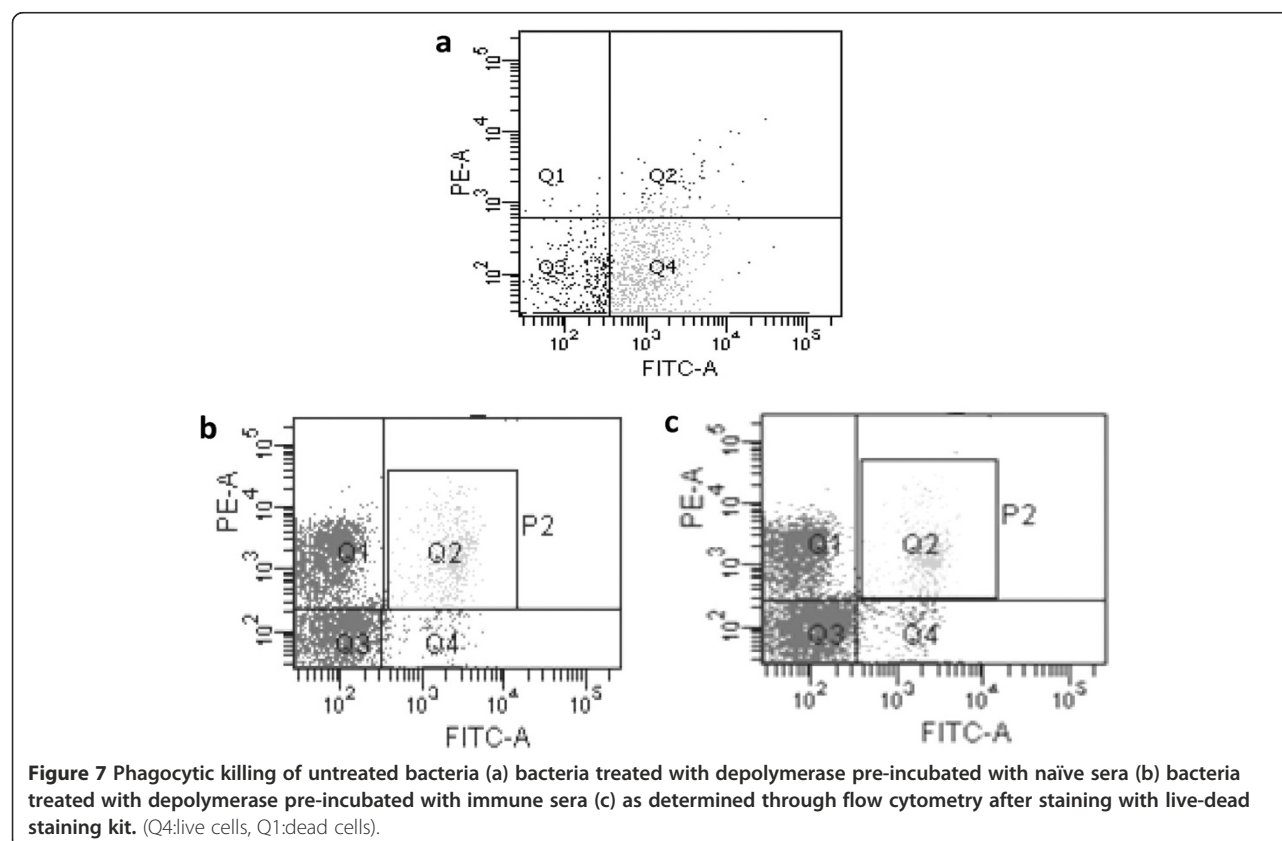 a
PE-A
10^5
10^4
10^3
10^2
Q1 Q2
Q3 Q4
10^2 10^3 10^4 10^5
FITC-A
b
PE-A
10^5
10^4
10^3
10^2
Q1 Q2 P2
Q3 Q4
10^2 10^3 10^4 10^5
FITC-A
c
PE-A
10^5
10^4
10^3
10^2
Q1 Q2 P2
Q3 Q4
10^2 10^3 10^4 10^5
FITC-A
Figure 7 Phagocytic killing of untreated bacteria (a) bacteria treated with depolymerase pre-incubated with naïve sera (b) bacteria
treated with depolymerase pre-incubated with immune sera (c) as determined through flow cytometry after staining with live-dead
staining kit. (Q4:live cells, Q1:dead cells).